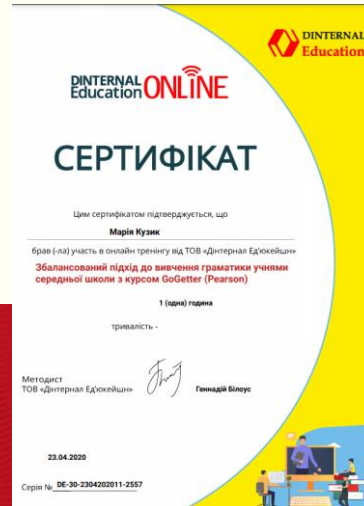 DINTERNAL
Education
DINTERNAL
Education ONLINE
СЕРТИФІКАТ
Цим сертифікатом підтверджується, що
Марія Кузик
брав (-ла) участь в онлайн тренінгу від ТОВ «Дінтернал Ед'юкейшн»
Збалансований підхід до вивчення граматики учнями
середньої школи з курсом GoGetter (Pearson)
1 (одна) година
тривалість -
Методист
ТОВ «Дінтернал Ед'юкейшн»
Геннадій Білоус
23.04.2020
Серія № DE-30-2304202011-2557